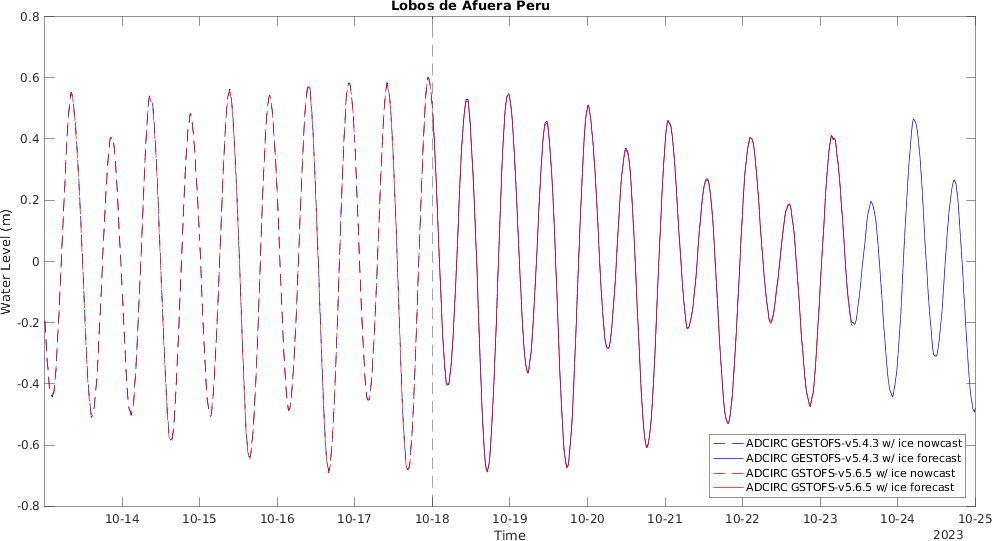 Lobos de Afuera Peru
0.8
0.6
0.4
0.2
0
-0.2
-0.4
-0.6
-0.8
Water Level (m)
ADCIRC GESTOFS-v5.4.3 w/ ice nowcast
ADCIRC GESTOFS-v5.4.3 w/ ice forecast
ADCIRC GSTOFS-v5.6.5 w/ ice nowcast
ADCIRC GSTOFS-v5.6.5 w/ ice forecast
10-14 10-15 10-16 10-17 10-18 10-19 10-20 10-21 10-22 10-23 10-24 10-25
Time
2023